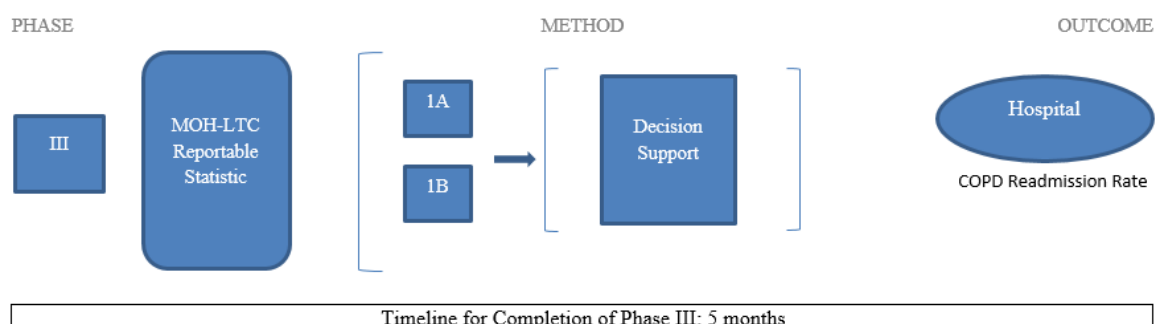 PHASE
METHOD
OUTCOME
III
MOH-LTC
Reportable
Statistic
1A
1B
Decision
Support
Hospital
COPD Readmission Rate
Timeline for Completion of Phase III: 5 months